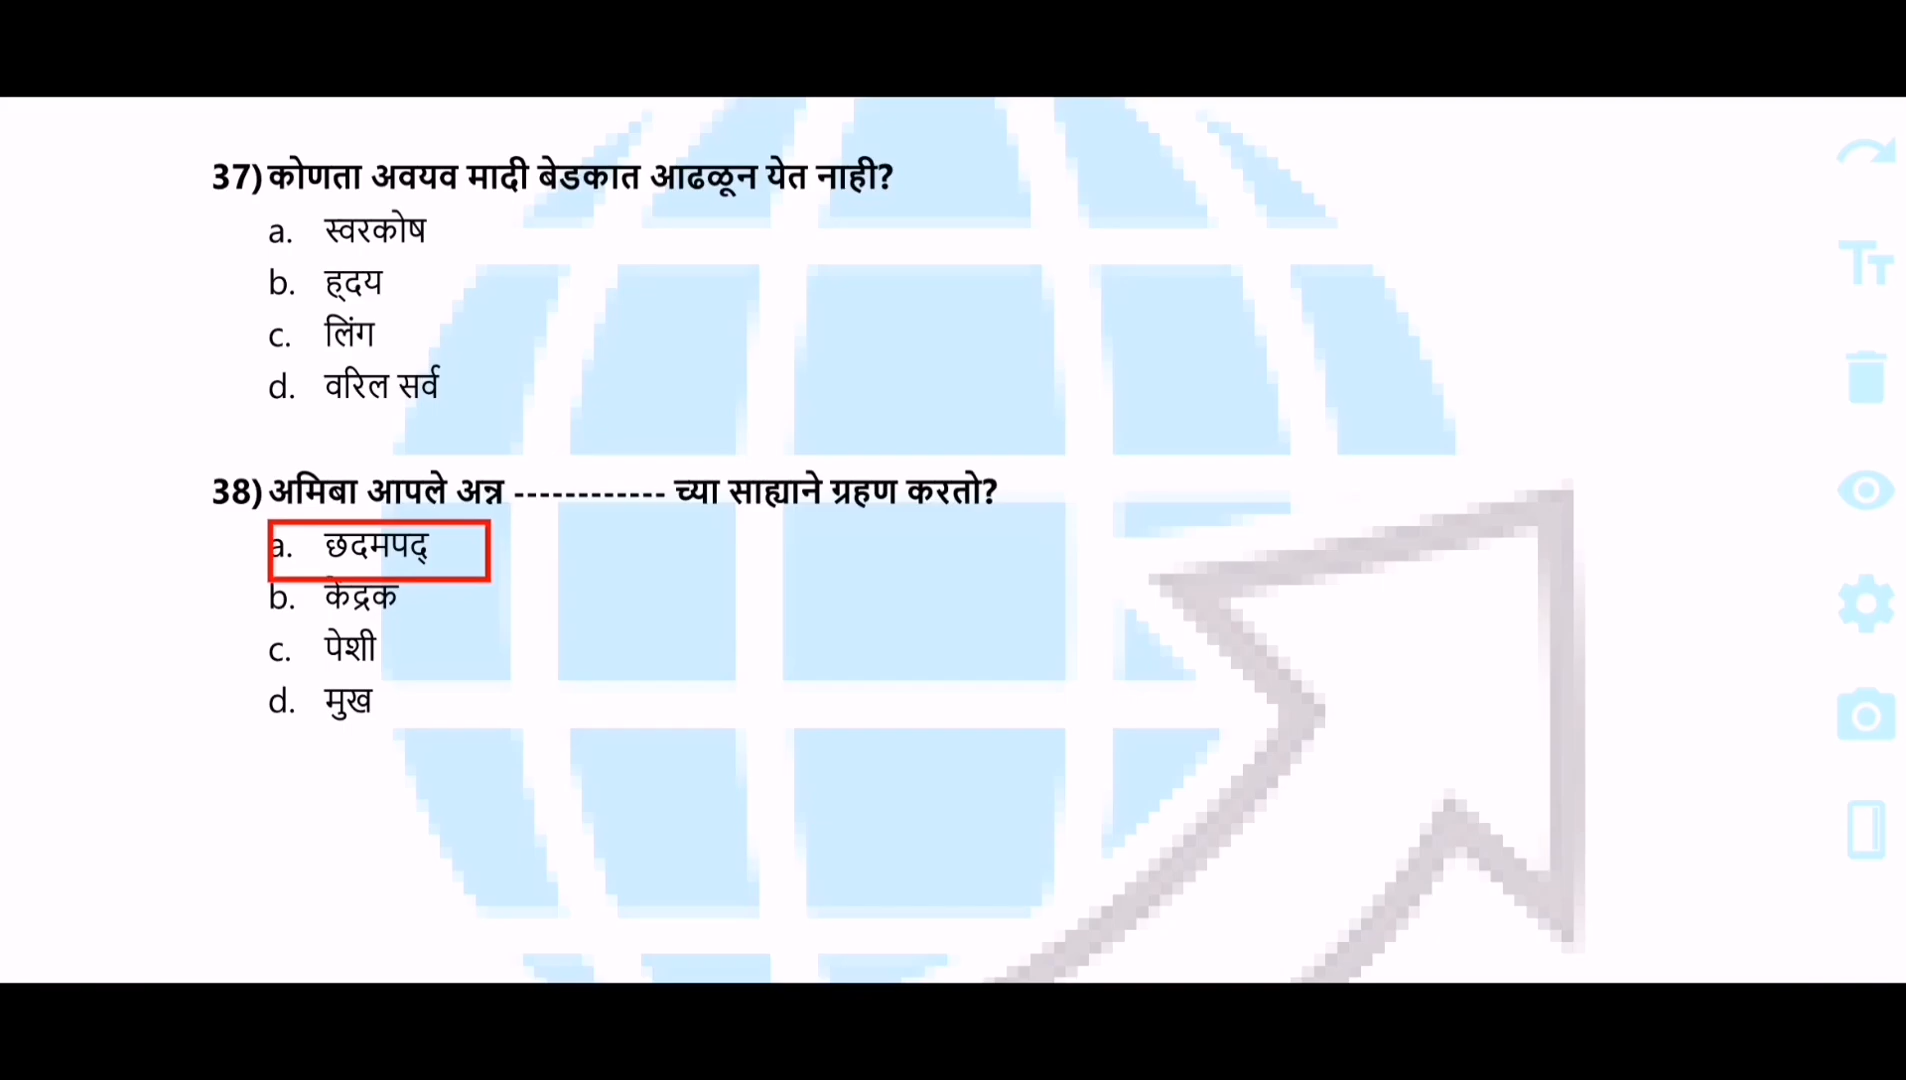 37) कोणता अवयव मादी बेडकात आढळून येत नाही?
a. स्वरकोष
b. ह्दय
c. लिंग
d. वरिल सर्व
38) अमिबा आपले अन्न ------------ च्या साह्याने ग्रहण करतो?
a. छदमपद्
b. केंद्रक
c. पेशी
d. मुख